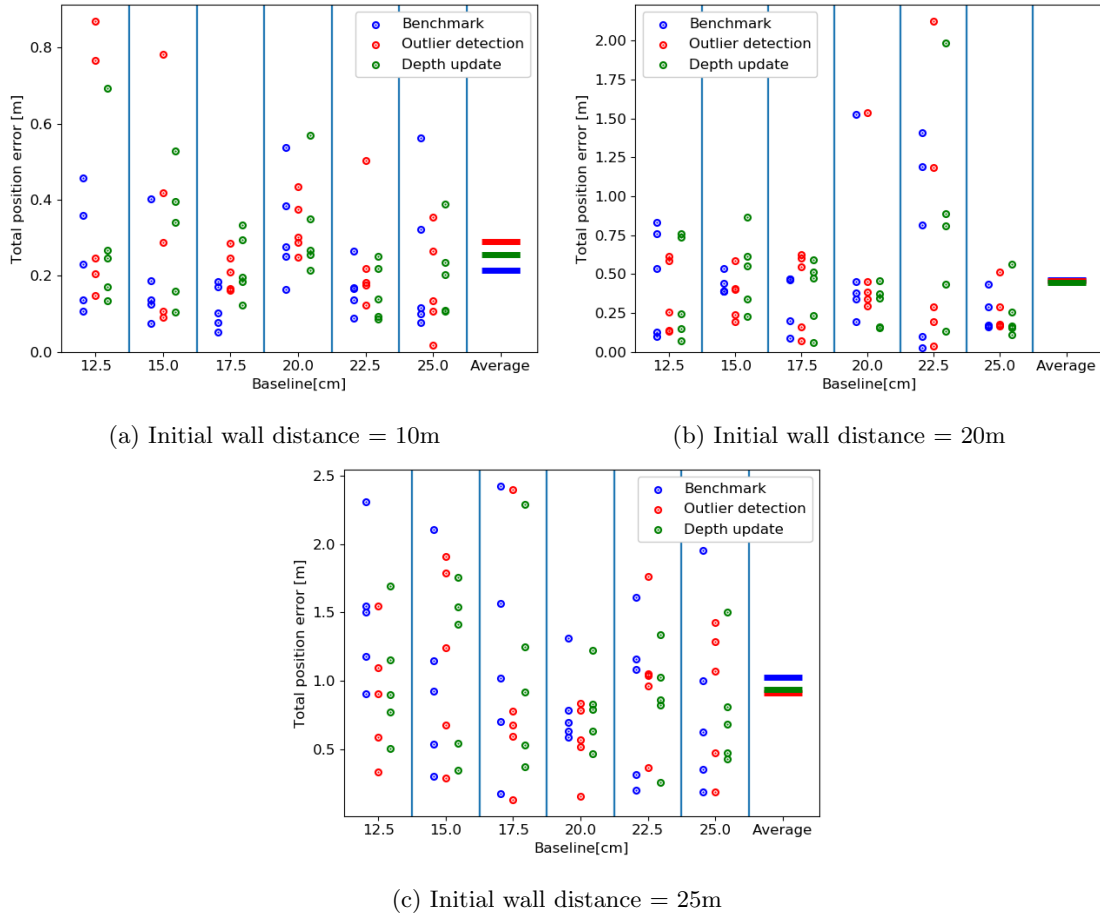 0.8
0.6
0.4
0.2
0.0
Total position error [m]
Benchmark
Outlier detection
Depth update
12.5 15.0 17.5 20.0 22.5 25.0 Average
Baseline[cm]
(a) Initial wall distance = 10m
2.00
1.75
1.50
1.25
1.00
0.75
0.50
0.25
0.00
Total position error [m]
Benchmark
Outlier detection
Depth update
12.5 15.0 17.5 20.0 22.5 25.0 Average
Baseline[cm]
(b) Initial wall distance = 20m
2.5
2.0
1.5
1.0
0.5
Total position error [m]
Benchmark
Outlier detection
Depth update
12.5 15.0 17.5 20.0 22.5 25.0 Average
Baseline[cm]
(c) Initial wall distance = 25m